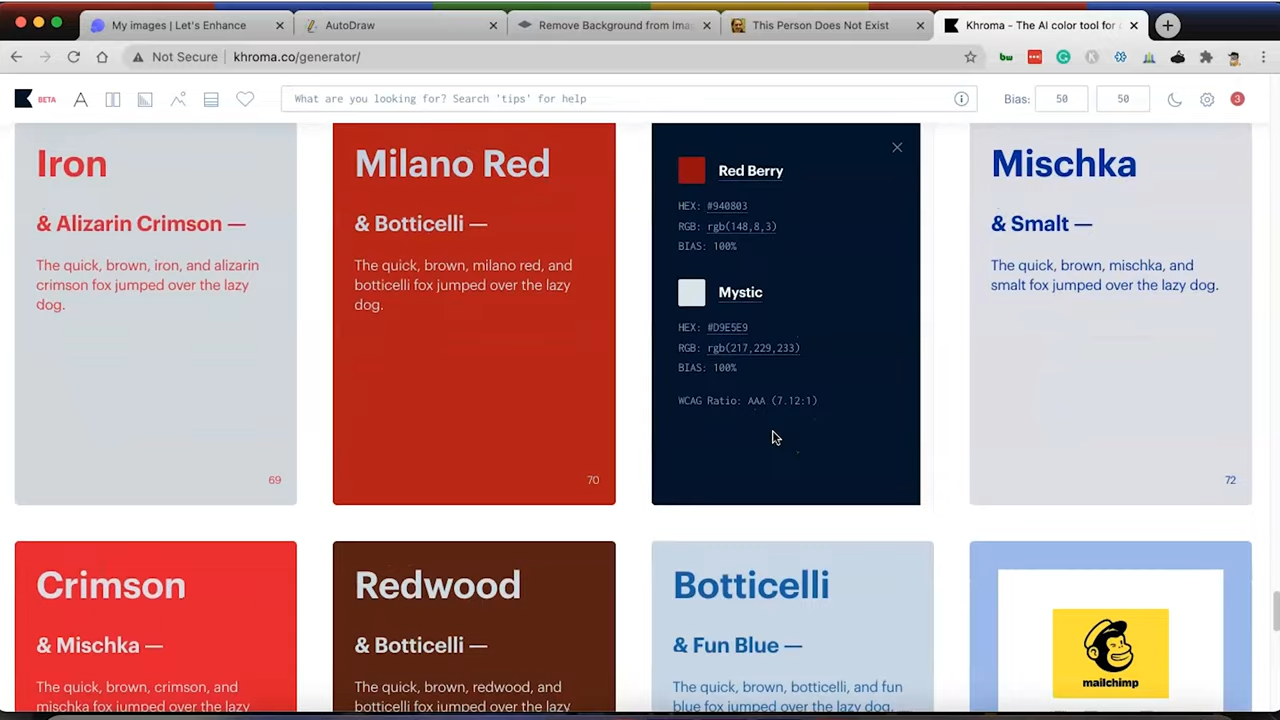 My images | Let's Enhance
AutoDraw
Remove Background from Ima
This Person Does Not Exist
Khroma - The AI color tool for
Not Secure
khroma.co/generator/
BETA
What are you looking for? Search 'tips' for help
Bias:
50
50
3
Iron
& Alizarin Crimson —
The quick, brown, iron, and alizarin
crimson fox jumped over the lazy
dog.
69
Milano Red
& Botticelli —
The quick, brown, milano red, and
botticelli fox jumped over the lazy
dog.
70
Red Berry
HEX: #940803
RGB: rgb(148,8,3)
BIAS: 100%
Mystic
HEX: #D9E5E9
RGB: rgb(217,229,233)
BIAS: 100%
WCAG Ratio: AAA (7.12:1)
Mischka
& Smalt —
The quick, brown, mischka, and
smalt fox jumped over the lazy dog.
72
Crimson
& Mischka —
The quick, brown, crimson, and
mischka fox jumped over the lazy
Redwood
& Botticelli —
The quick, brown, redwood, and
botticelli fox jumped over the lazy
Botticelli
& Fun Blue —
The quick, brown, botticelli, and fun
blue fox jumped over the lazy dog.
mailchimp